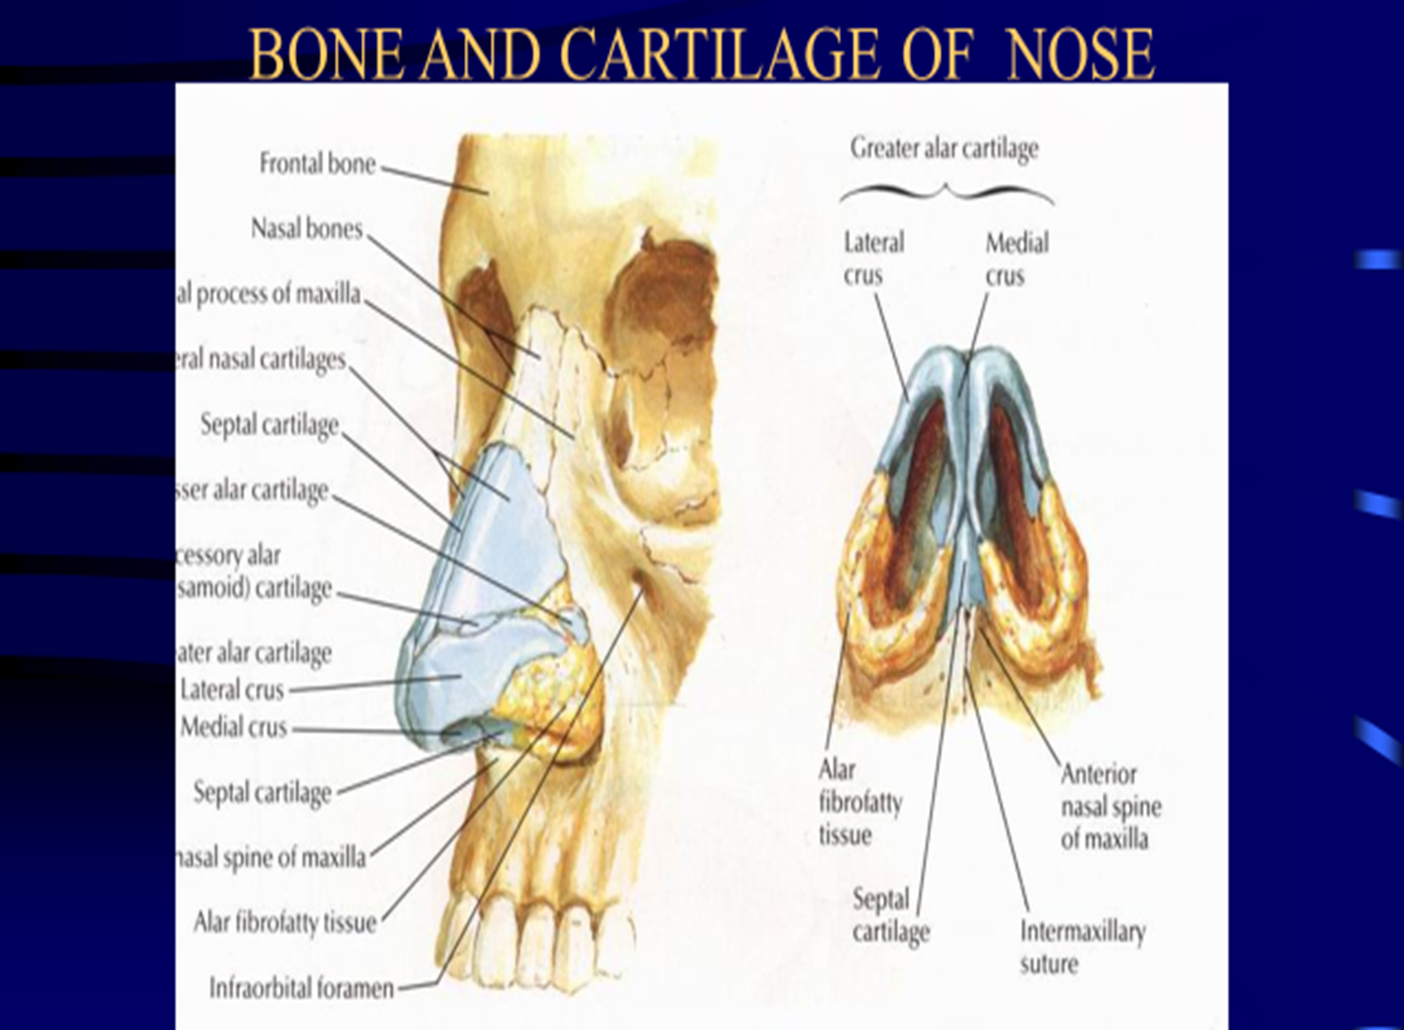 BONE AND CARTILAGE OF NOSE
Frontal bone
Nasal bones
al process of maxilla
eral nasal cartilages
Septal cartilage
sser alar cartilage
cessory alar
samoid) cartilage
ater alar cartilage
Lateral crus
Medial crus
Septal cartilage
nasal spine of maxilla
Alar fibrofatty tissue
Infraorbital foramen
Greater alar cartilage
Lateral
crus
Medial
crus
Alar
fibrofatty
tissue
Anterior
nasal spine
of maxilla
Septal
cartilage
Intermaxillary
suture